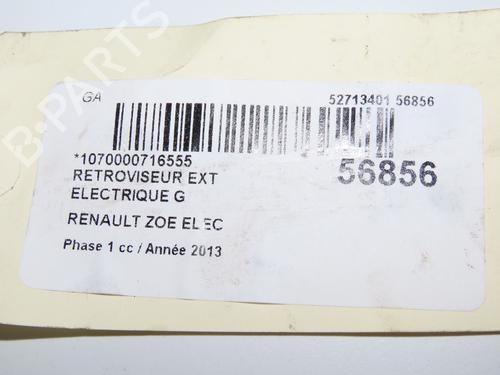 B-PARTS
GA
52713401 56856
*1070000716555
RETROVISEUR EXT
ELECTRIQUE G
56856
RENAULT ZOE ELEC
Phase 1 cc / Année 2013